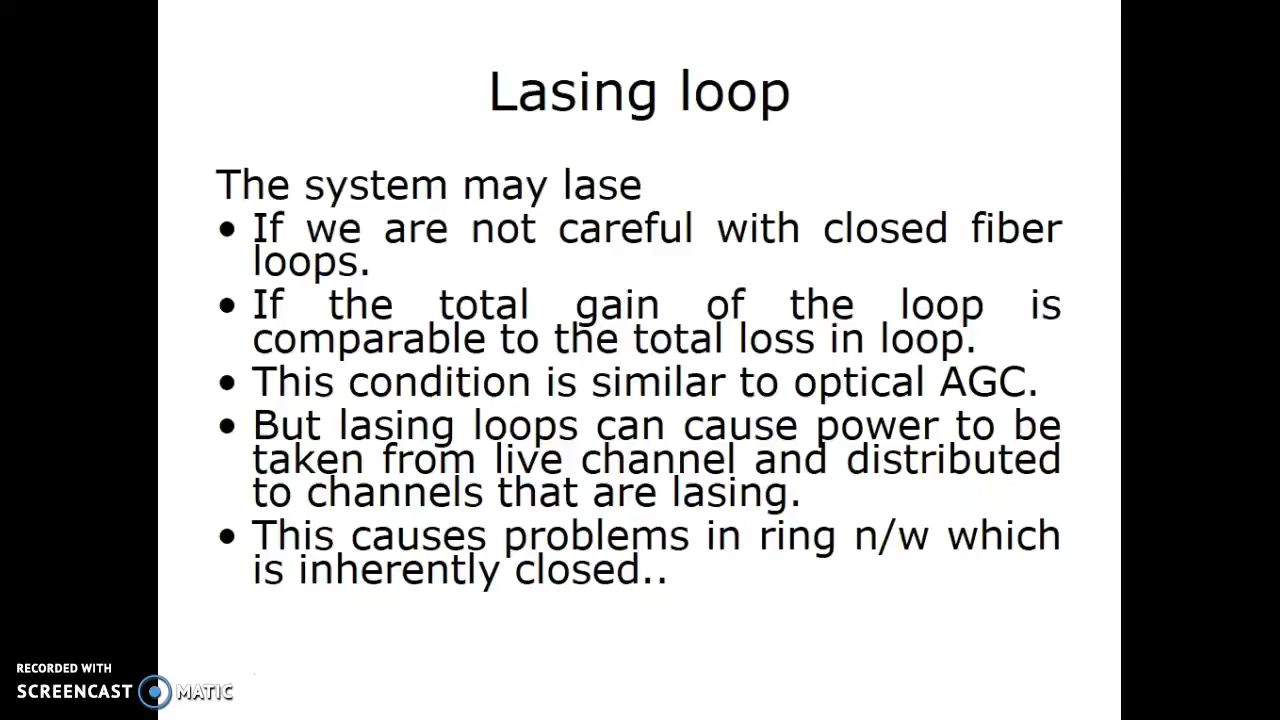 Lasing loop
The system may lase
• If we are not careful with closed fiber
loops.
• If the total gain of the loop is
comparable to the total loss in loop.
• This condition is similar to optical AGC.
• But lasing loops can cause power to be
taken from live channel and distributed
to channels that are lasing.
• This causes problems in ring n/w which
is inherently closed..
RECORDED WITH
SCREENCAST MATIC